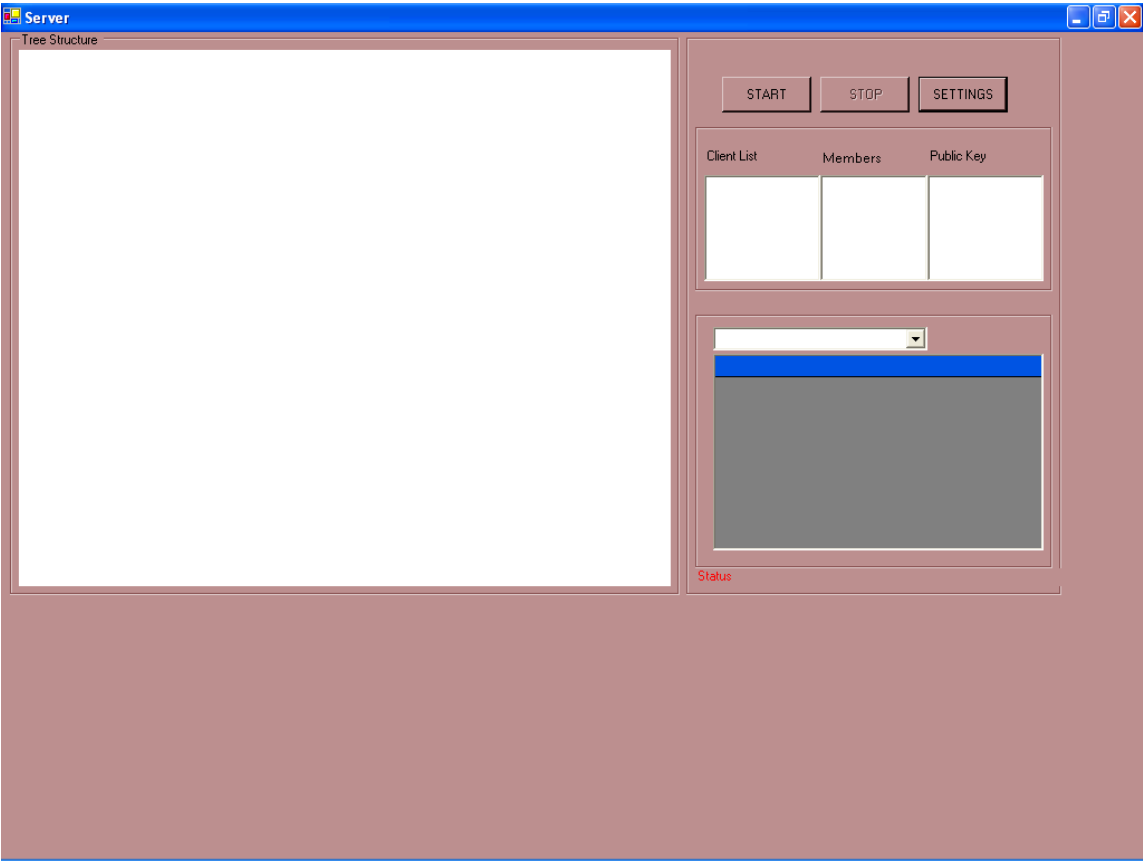 Server
Tree Structure
START STOP SETTINGS
Client List Members Public Key
Status